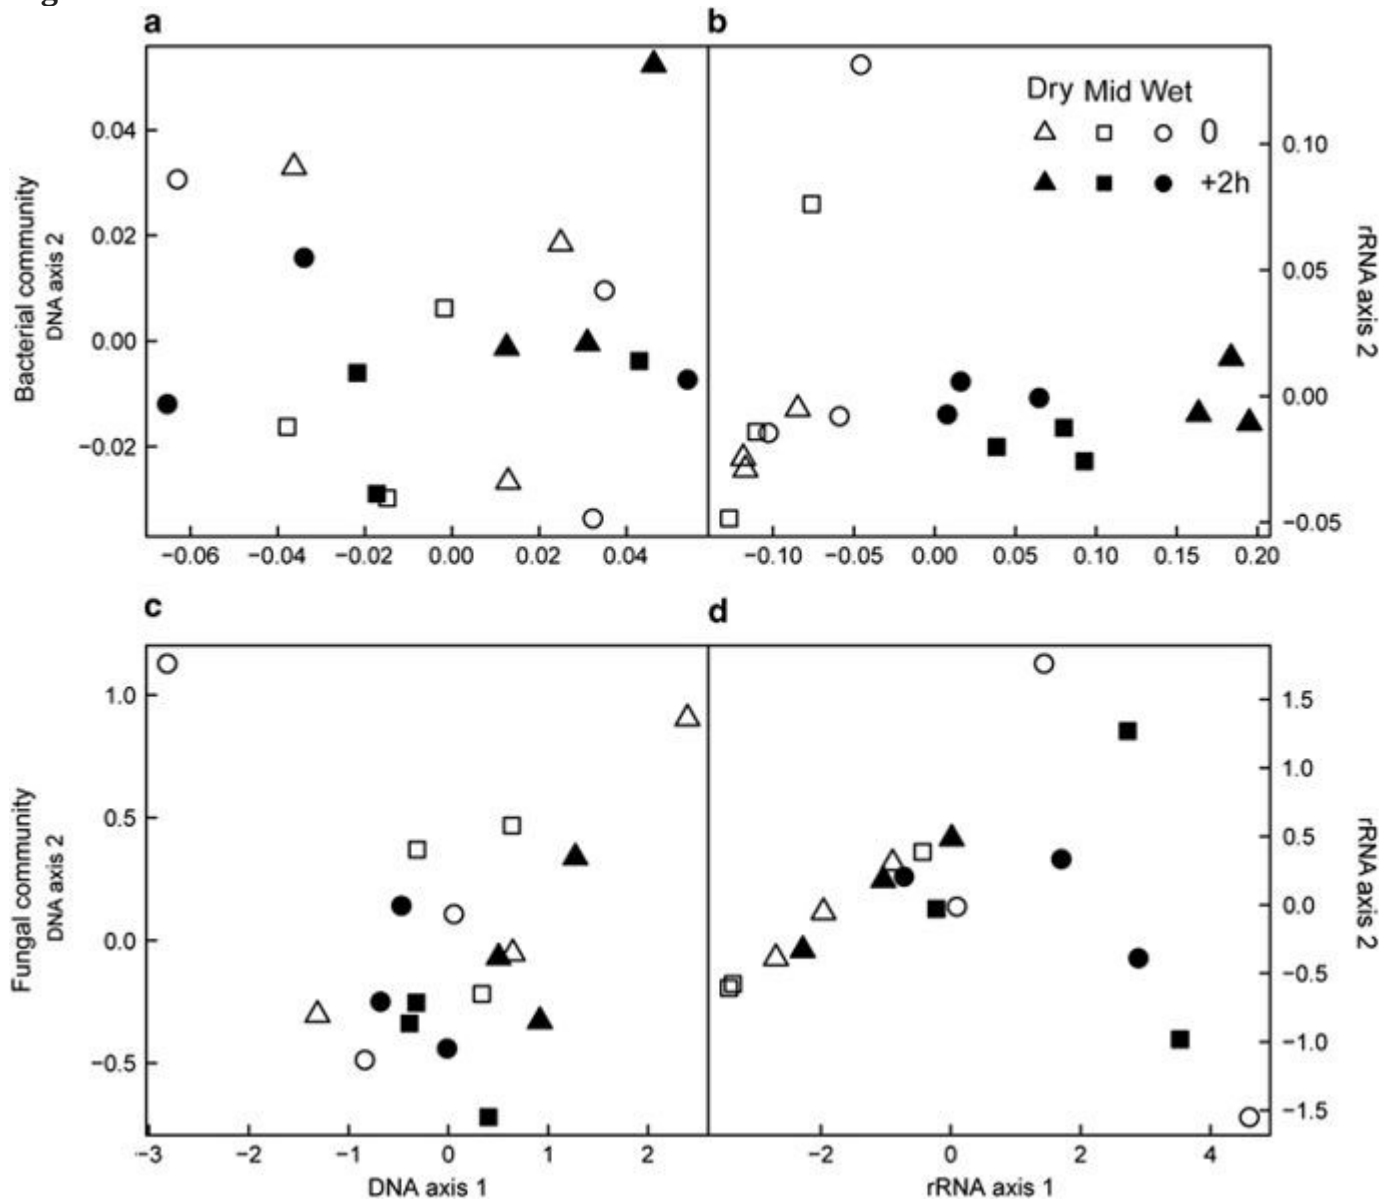 a
b
Dry Mid Wet
0
+2h
0.04
0.02
0.00
−0.02
Bacterial community
DNA axis 2
0.10
0.05
0.00
−0.05
rRNA axis 2
−0.06 −0.04 −0.02 0.00 0.02 0.04
−0.10 −0.05 0.00 0.05 0.10 0.15 0.20
c
d
1.0
0.5
0.0
−0.5
Fungal community
DNA axis 2
1.5
1.0
0.5
0.0
−0.5
−1.0
−1.5
rRNA axis 2
−3 −2 −1 0 1 2
−2 0 2 4
DNA axis 1
rRNA axis 1